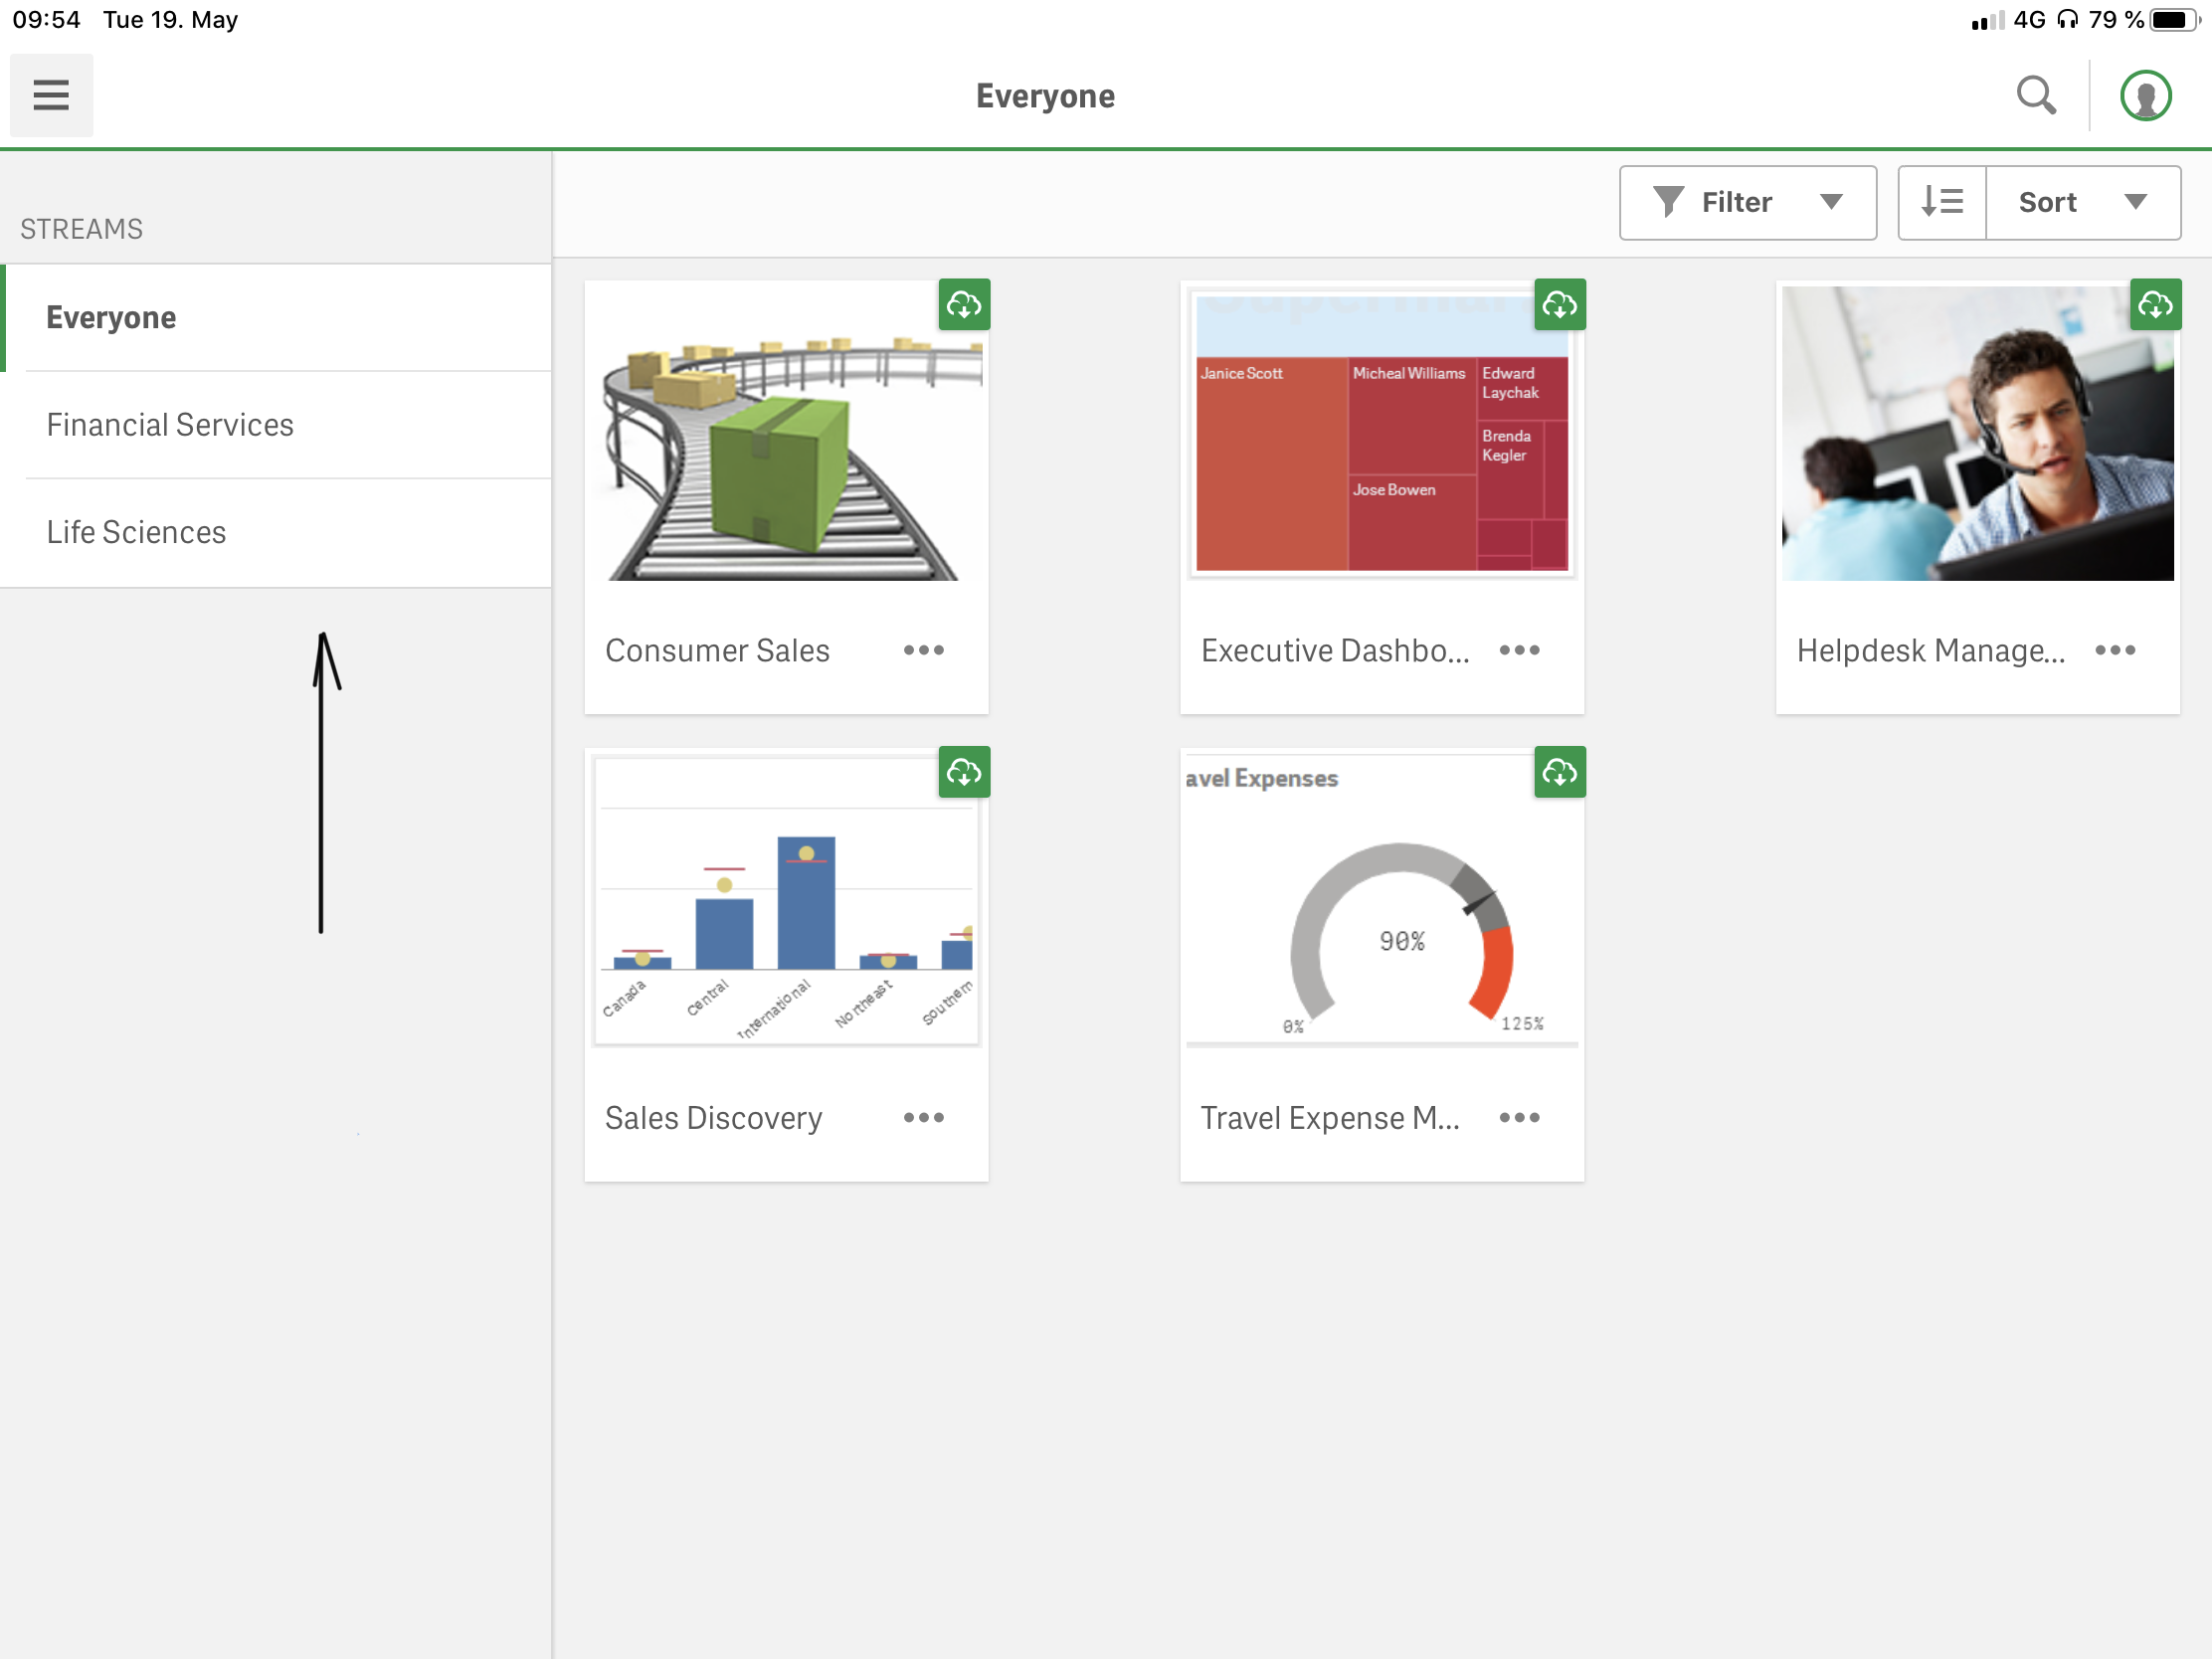 09:54 Tue 19. May 4G 79 %
Everyone
Filter Sort
STREAMS
Everyone
Financial Services
Life Sciences
Janice Scott
Micheal Williams
Edward
Laychak
Brenda
Kegler
Jose Bowen
Consumer Sales
Executive Dashbo...
Helpdesk Manage...
Canada
Central
International
Northeast
Southern
avel Expenses
90%
0%
125%
Sales Discovery
Travel Expense M...